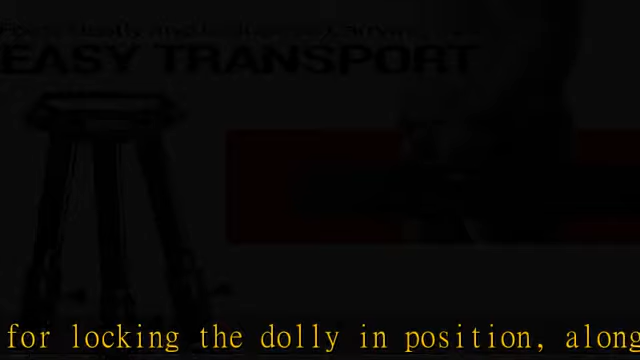 EASY TRANSPORT
for locking the dolly in position, along